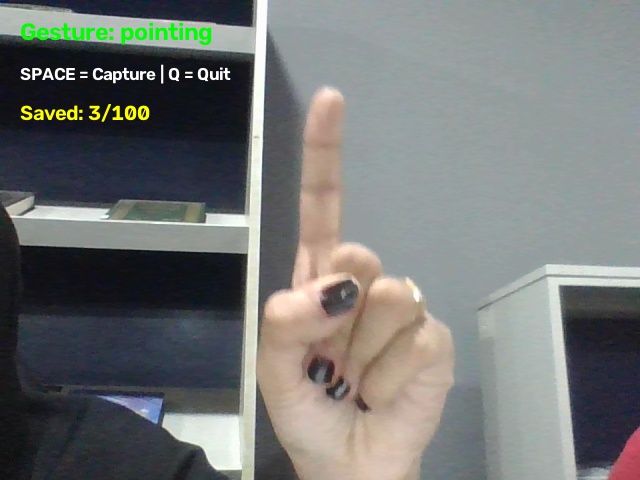 Gesture: pointing
SPACE = Capture | Q = Quit
Saved: 3/100